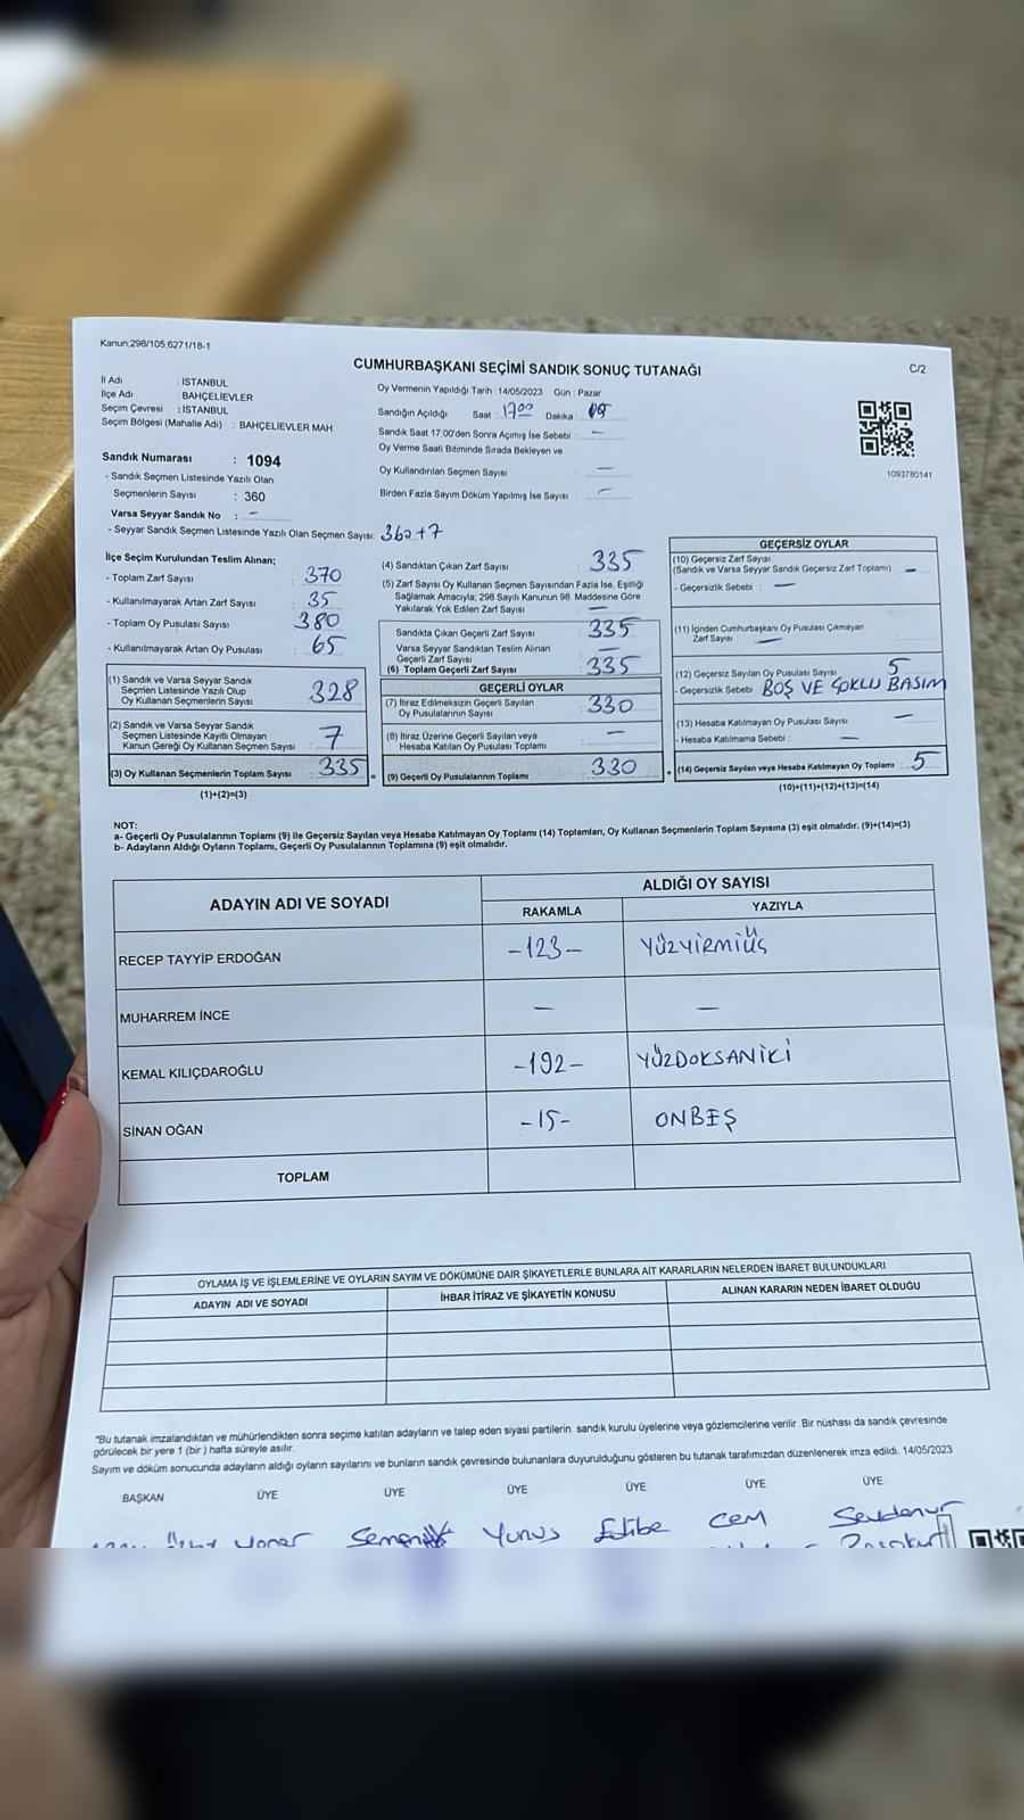 Kanun:298/105 6271/18-1
CUMHURBAŞKANI SEÇİMİ SANDIK SONUÇ TUTANAĞI
C/2
İl Adı : İSTANBUL
İlçe Adı BAHÇELİEVLER
Seçim Çevresi : İSTANBUL
Seçim Bölgesi (Mahalle Adı) : BAHÇELİEVLER MAH.
Oy Vermenin Yapıldığı Tarih : 14/05/2023 Gün : Pazar
Sandığın Açıldığı Saat 17:00 Dakika
Sandık Saat 17.00'den Sonra Açımış İse Sebebi —
Oy Verme Saati Bitiminde Sırada Bekleyen ve
Oy Kullandırılan Seçmen Sayısı —
Birden Fazla Sayım Döküm Yapılmış İse Sayısı —
1093780141
Sandık Numarası : 1094
- Sandık Seçmen Listesinde Yazılı Olan
Seçmenlerin Sayısı : 360
Varsa Seyyar Sandık No : —
- Seyyar Sandık Seçmen Listesinde Yazılı Olan Seçmen Sayısı: 360+7
İlçe Seçim Kurulundan Teslim Alınan;
- Toplam Zarf Sayısı 370
- Kullanılmayarak Artan Zarf Sayısı 35
- Toplam Oy Pusulası Sayısı 380
- Kullanılmayarak Artan Oy Pusulası 65
(1) Sandık ve Varsa Seyyar Sandık
Seçmen Listesinde Yazılı Olup
Oy Kullanan Seçmenlerin Sayısı 328
(2) Sandık ve Varsa Seyyar Sandık
Seçmen Listesinde Kayıtlı Olmayan
Kanun Gereği Oy Kullanan Seçmen Sayısı 7
(3) Oy Kullanan Seçmenlerin Toplam Sayısı 335
(1)+(2)=(3)
(4) Sandıktan Çıkan Zarf Sayısı 335
(5) Zarf Sayısı Oy Kullanan Seçmen Sayısından Fazla İse, Eşitliği
Sağlamak Amacıyla; 298 Sayılı Kanunun 98. Maddesine Göre
Yakılarak Yok Edilen Zarf Sayısı —
Sandıkta Çıkan Geçerli Zarf Sayısı 335
Varsa Seyyar Sandıktan Teslim Alınan
Geçerli Zarf Sayısı —
(6) Toplam Geçerli Zarf Sayısı 335
GEÇERLİ OYLAR
(7) İtiraz Edilmeksizin Geçerli Sayılan
Oy Pusulalarının Sayısı 330
(8) İtiraz Üzerine Geçerli Sayılan veya
Hesaba Katılan Oy Pusulası Toplamı —
(9) Geçerli Oy Pusulalarının Toplamı 330
GEÇERSİZ OYLAR
(10) Geçersiz Zarf Sayısı
(Sandık ve Varsa Seyyar Sandık Geçersiz Zarf Toplamı) —
- Geçersizlik Sebebi : —
(11) İçinden Cumhurbaşkanı Oy Pusulası Çıkmayan
Zarf Sayısı —
(12) Geçersiz Sayılan Oy Pusulası Sayısı 5
- Geçersizlik Sebebi BOŞ VE ÇOKLU BASIM
(13) Hesaba Katılmayan Oy Pusulası Sayısı —
- Hesaba Katılmama Sebebi : —
(14) Geçersiz Sayılan veya Hesaba Katılmayan Oy Toplamı 5
(10)+(11)+(12)+(13)=(14)
NOT:
a- Geçerli Oy Pusulalarının Toplamı (9) ile Geçersiz Sayılan veya Hesaba Katılmayan Oy Toplamı (14) Toplamları, Oy Kullanan Seçmenlerin Toplam Sayısına (3) eşit olmalıdır. (9)+(14)=(3)
b- Adayların Aldığı Oyların Toplamı, Geçerli Oy Pusulalarının Toplamına (9) eşit olmalıdır.
ADAYIN ADI VE SOYADI
ALDIĞI OY SAYISI
RAKAMLA YAZIYLA
RECEP TAYYİP ERDOĞAN -123- YÜZYİRMİÜÇ
MUHARREM İNCE — —
KEMAL KILIÇDAROĞLU -192- YÜZDOKSANİKİ
SİNAN OĞAN -15- ONBEŞ
TOPLAM
OYLAMA İŞ VE İŞLEMLERİNE VE OYLARIN SAYIM VE DÖKÜMÜNE DAİR ŞİKAYETLERLE BUNLARA AİT KARARLARIN NELERDEN İBARET BULUNDUKLARI
ADAYIN ADI VE SOYADI İHBAR İTİRAZ VE ŞİKAYETİN KONUSU ALINAN KARARIN NEDEN İBARET OLDUĞU
"Bu tutanak imzalandıktan ve mühürlendikten sonra seçime katılan adayların ve talep eden siyasi partilerin sandık kurulu üyelerine veya gözlemcilerine verilir. Bir nüshası da sandık çevresinde
görülecek bir yere 1 (bir) hafta süreyle asılır.
Sayım ve döküm sonucunda adayların aldığı oyların sayılarını ve bunların sandık çevresinde bulunanlara duyurulduğunu gösteren bu tutanak tarafımızdan düzenlenerek imza edildi. 14/05/2023
BAŞKAN ÜYE ÜYE ÜYE ÜYE ÜYE ÜYE
Yunus Edibe CEM Sevdenur